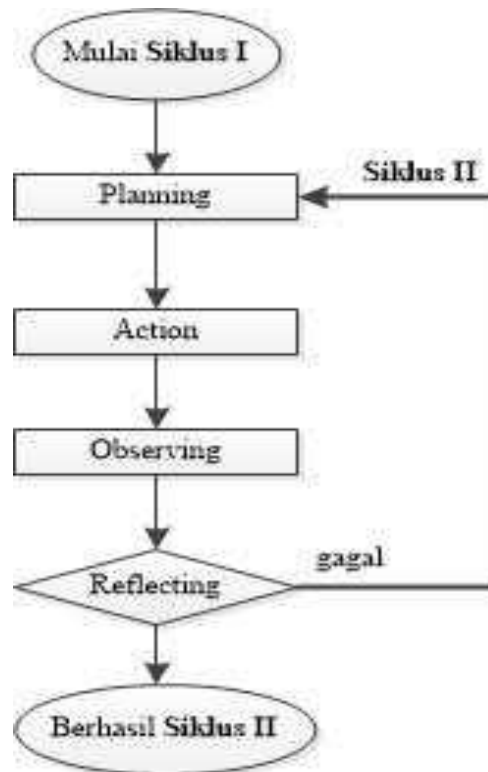 Mulai Siklus I
Siklus II
Planning
Action
Observing
gagal
Reflecting
Berhasil Siklus II